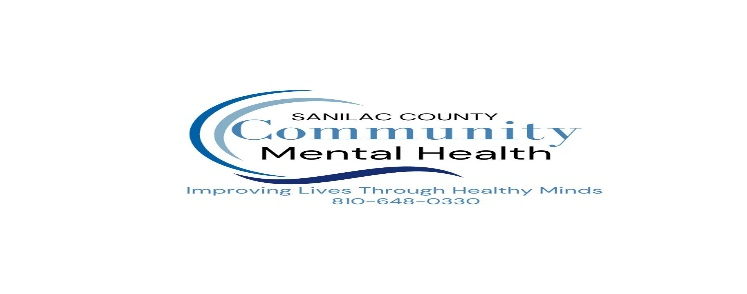 SANILAC COUNTY
Community
Mental Health
Improving Lives Through Healthy Minds
810-648-0330